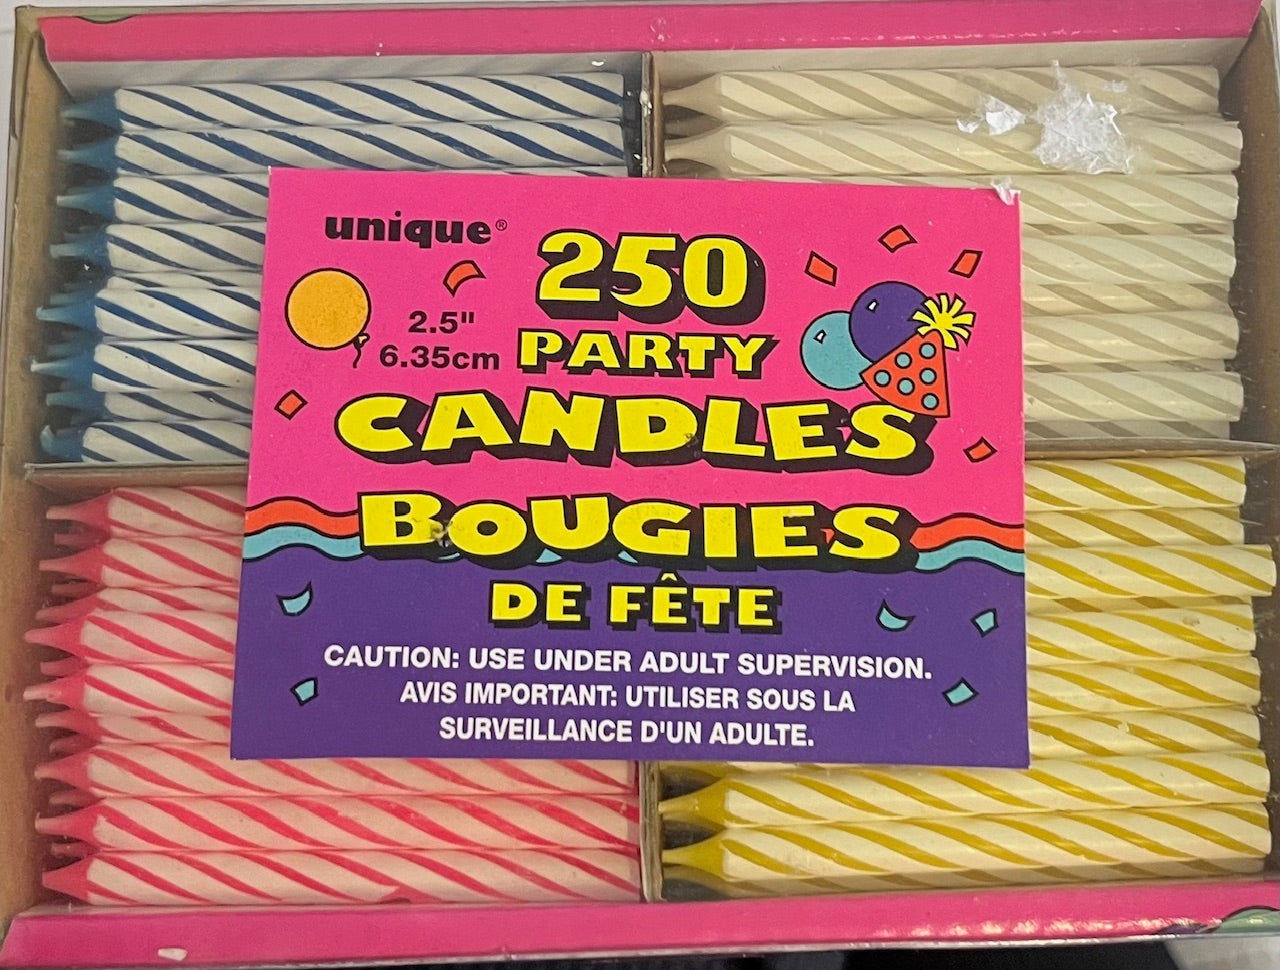 unique®
250
2.5"
6.35cm
PARTY
CANDLES
BOUGIES
DE FÊTE
CAUTION: USE UNDER ADULT SUPERVISION.
AVIS IMPORTANT: UTILISER SOUS LA
SURVEILLANCE D'UN ADULTE.